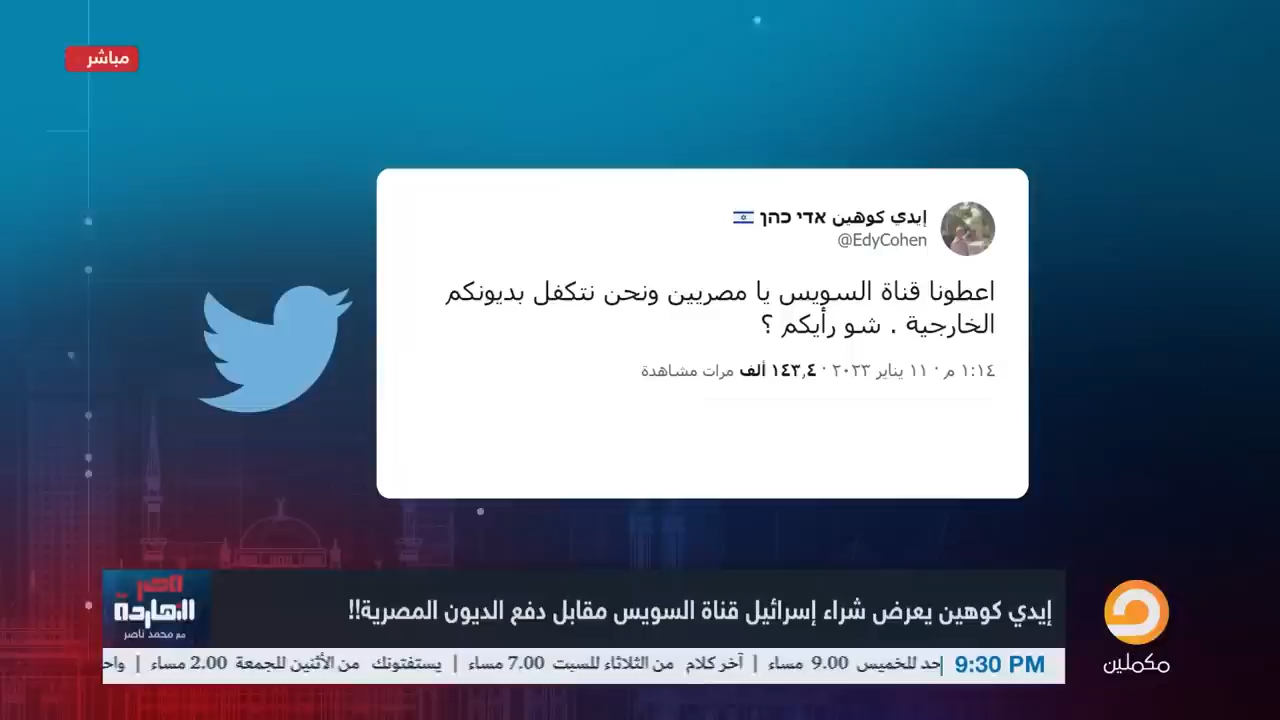 مباشر
إيدي كوهين אדי כהן
@EdyCohen
اعطونا قناة السويس يا مصريين ونحن نتكفل بديونكم
الخارجية . شو رأيكم ؟
١:١٤ م · ١١ يناير ٢٠٢٣ · ١٤٣,٤ ألف مرات مشاهدة
مصر
النهاردة
مع محمد ناصر
إيدي كوهين يعرض شراء إسرائيل قناة السويس مقابل دفع الديون المصرية!!
9:30 PM
حد للخميس 9.00 مساء | آخر كلام من الثلاثاء للسبت 7.00 مساء | يستفتونك من الأثنين للجمعة 2.00 مساء | واح
مكملين